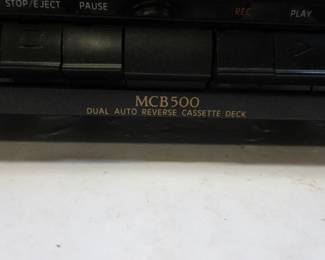 STOP/EJECT PAUSE REC PLAY
MCB500
DUAL AUTO REVERSE CASSETTE DECK